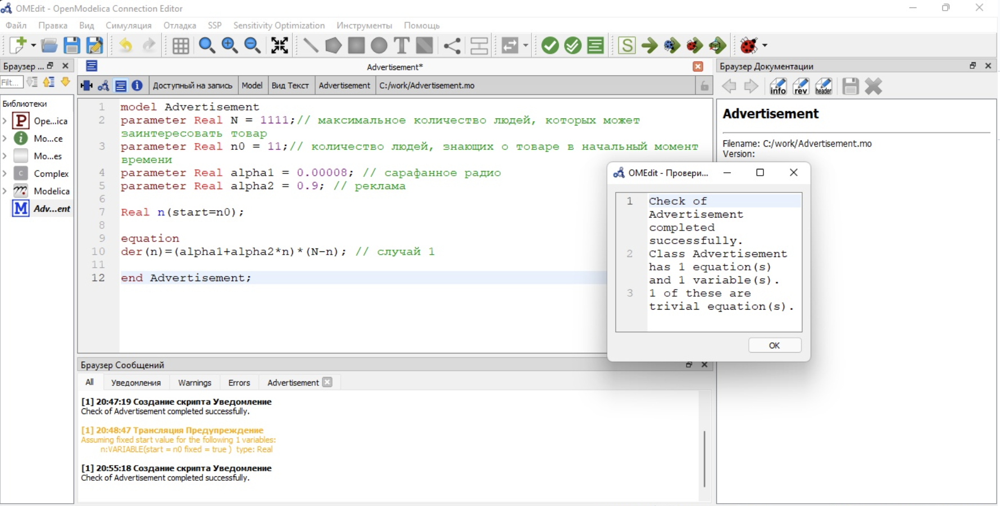 OMEdit - OpenModelica Connection Editor
Файл Правка Вид Симуляция Отладка SSP Sensitivity Optimization Инструменты Помощь
T S info rev header
Браузер ... Advertisement* Браузер Документации
Filt... Доступный на запись Model Вид Текст Advertisement C:/work/Advertisement.mo
Библиотеки
P Ope...ica
i Mo...ce
Mo...es
C Complex
Modelica
M Adv...ent
1 model Advertisement
2 parameter Real N = 1111;// максимальное количество людей, которых может
заинтересовать товар
3 parameter Real n0 = 11;// количество людей, знающих о товаре в начальный момент
времени
4 parameter Real alpha1 = 0.00008; // сарафанное радио
5 parameter Real alpha2 = 0.9; // реклама
6
7 Real n(start=n0);
8
9 equation
10 der(n)=(alpha1+alpha2*n)*(N-n); // случай 1
11
12 end Advertisement;
Advertisement
Filename: C:/work/Advertisement.mo
Version:
OMEdit - Провери...
1 Check of
Advertisement
completed
successfully.
2 Class Advertisement
has 1 equation(s)
and 1 variable(s).
3 1 of these are
trivial equation(s).
OK
Браузер Сообщений
All Уведомления Warnings Errors Advertisement
[1] 20:47:19 Создание скрипта Уведомление
Check of Advertisement completed successfully.
[1] 20:48:47 Трансляция Предупреждение
Assuming fixed start value for the following 1 variables:
n:VARIABLE(start = n0 fixed = true ) type: Real
[1] 20:55:18 Создание скрипта Уведомление
Check of Advertisement completed successfully.